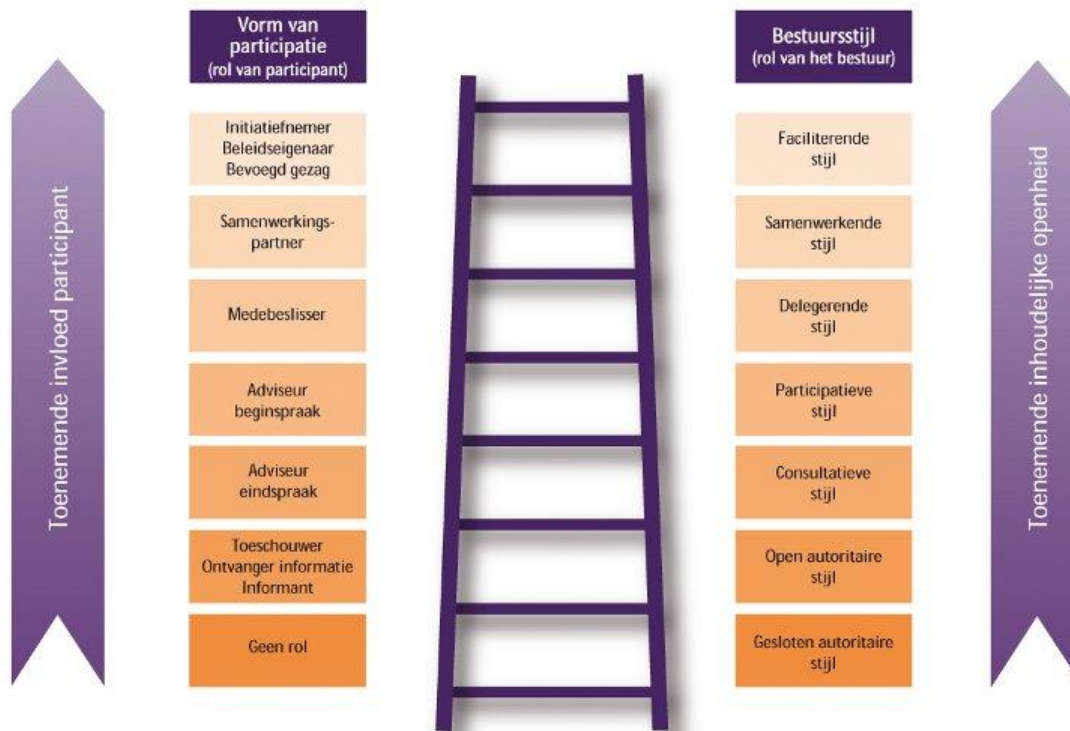 Vorm van
participatie
(rol van participant)
Bestuursstijl
(rol van het bestuur)
Toenemende invloed participant
Initiatiefnemer
Beleidseigenaar
Bevoegd gezag
Faciliterende
stijl
Samenwerkings-
partner
Samenwerkende
stijl
Medebeslisser
Delegerende
stijl
Adviseur
beginspraak
Participatieve
stijl
Adviseur
eindspraak
Consultatieve
stijl
Toeschouwer
Ontvanger informatie
Informant
Open autoritaire
stijl
Geen rol
Gesloten autoritaire
stijl
Toenemende inhoudelijke openheid